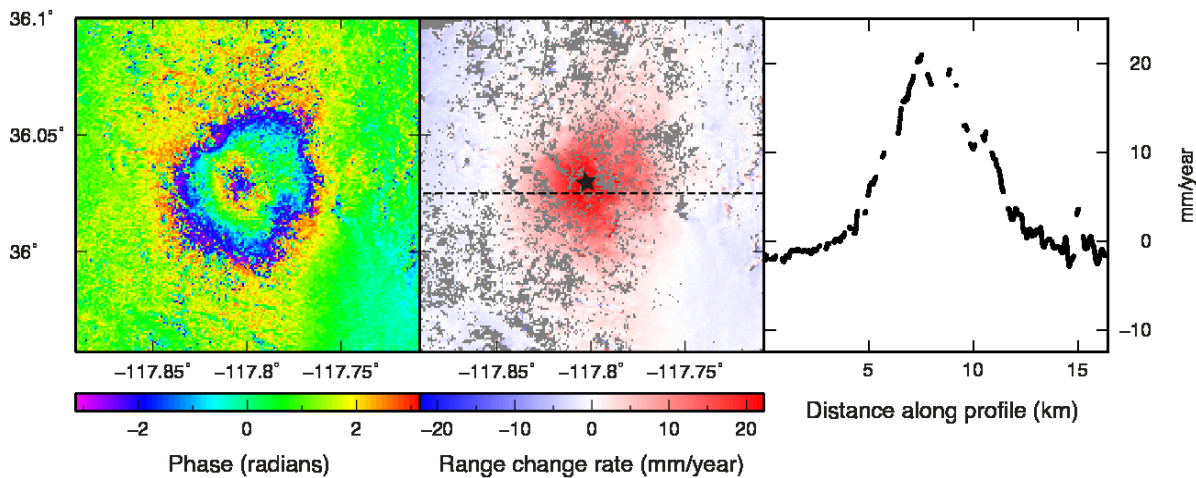 36.1°
36.05°
36°
−117.85° −117.8° −117.75°
−117.85° −117.8° −117.75°
5 10 15
20
10
0
−10
mm/year
−2 0 2
Phase (radians)
−20 −10 0 10 20
Range change rate (mm/year)
Distance along profile (km)